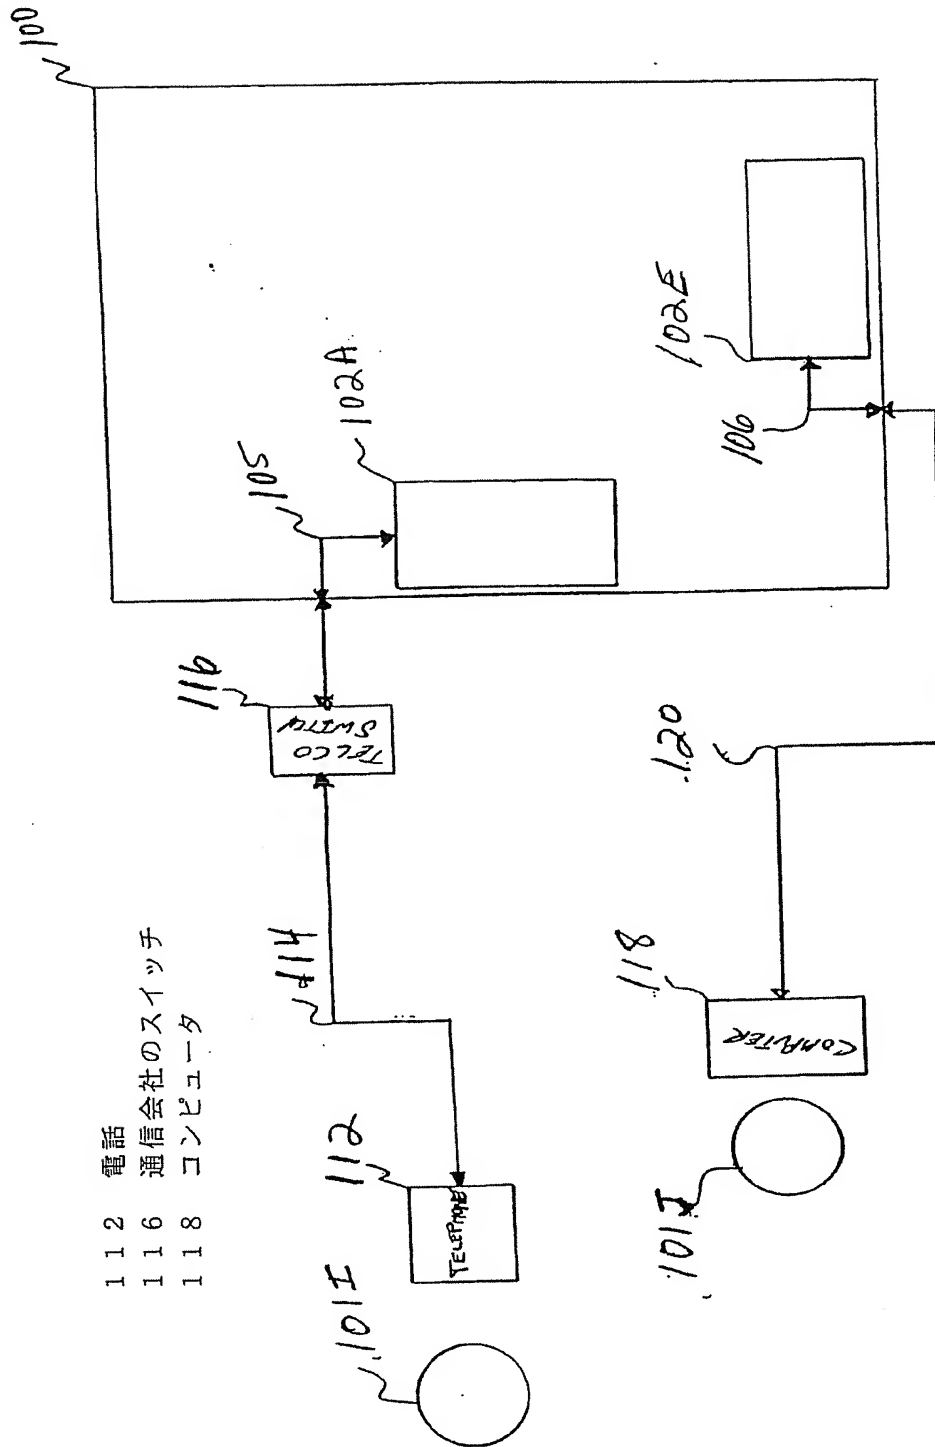 112 電話
116 通信会社のスイッチ
118 コンピュータ
100
105
102A
102E
106
116
TELCO
SWITCH
114
120
112
TELEPHONE
118
COMPUTER
101I
101J